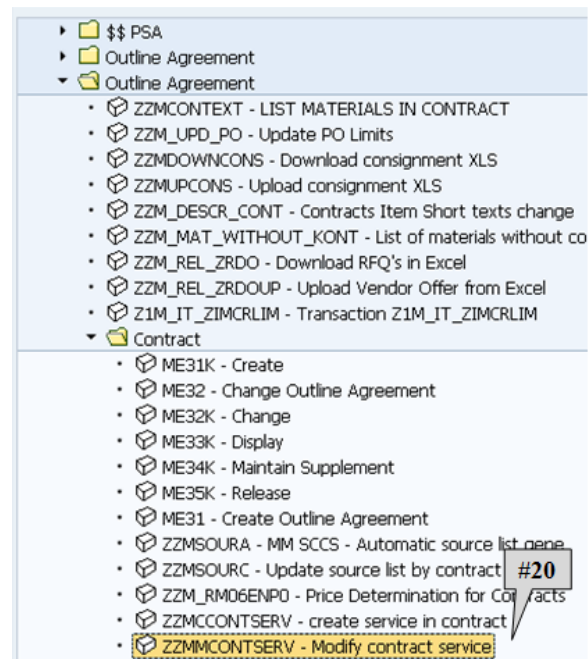 $$ PSA
Outline Agreement
Outline Agreement
ZZMCONTEXT - LIST MATERIALS IN CONTRACT
ZZM_UPD_PO - Update PO Limits
ZZMDOWNCONS - Download consignment XLS
ZZMUPCONS - Upload consignment XLS
ZZM_DESCR_CONT - Contracts Item Short texts change
ZZM_MAT_WITHOUT_KONT - List of materials without co
ZZM_REL_ZRDO - Download RFQ's in Excel
ZZM_REL_ZRDOUP - Upload Vendor Offer from Excel
Z1M_IT_ZIMCRLIM - Transaction Z1M_IT_ZIMCRLIM
Contract
ME31K - Create
ME32 - Change Outline Agreement
ME32K - Change
ME33K - Display
ME34K - Maintain Supplement
ME35K - Release
ME31 - Create Outline Agreement
ZZMSOURA - MM SCCS - Automatic source list gene
ZZMSOURC - Update source list by contract
#20
ZZM_RM06ENP0 - Price Determination for Contracts
ZZMCCONTSERV - create service in contract
ZZMMCONTSERV - Modify contract service